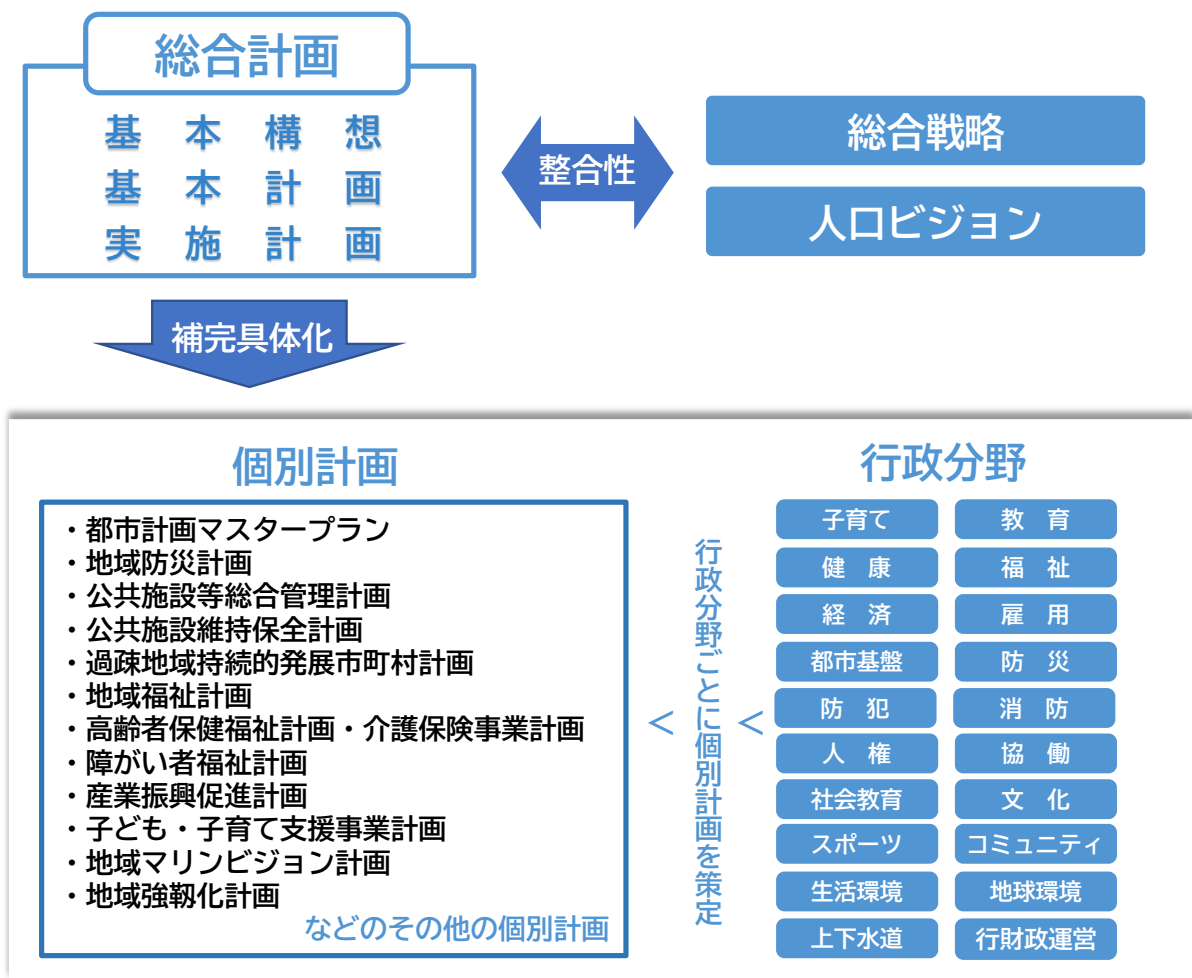 総合計画
基本構想
基本計画
実施計画
整合性
総合戦略
人口ビジョン
補完具体化
個別計画
・都市計画マスタープラン
・地域防災計画
・公共施設等総合管理計画
・公共施設維持保全計画
・過疎地域持続的発展市町村計画
・地域福祉計画
・高齢者保健福祉計画・介護保険事業計画
・障がい者福祉計画
・産業振興促進計画
・子ども・子育て支援事業計画
・地域マリンビジョン計画
・地域強靱化計画
などのその他の個別計画
＜
行政分野ごとに個別計画を策定
＜
行政分野
子育て 教 育
健 康 福 祉
経 済 雇 用
都市基盤 防 災
防 犯 消 防
人 権 協 働
社会教育 文 化
スポーツ コミュニティ
生活環境 地球環境
上下水道 行財政運営